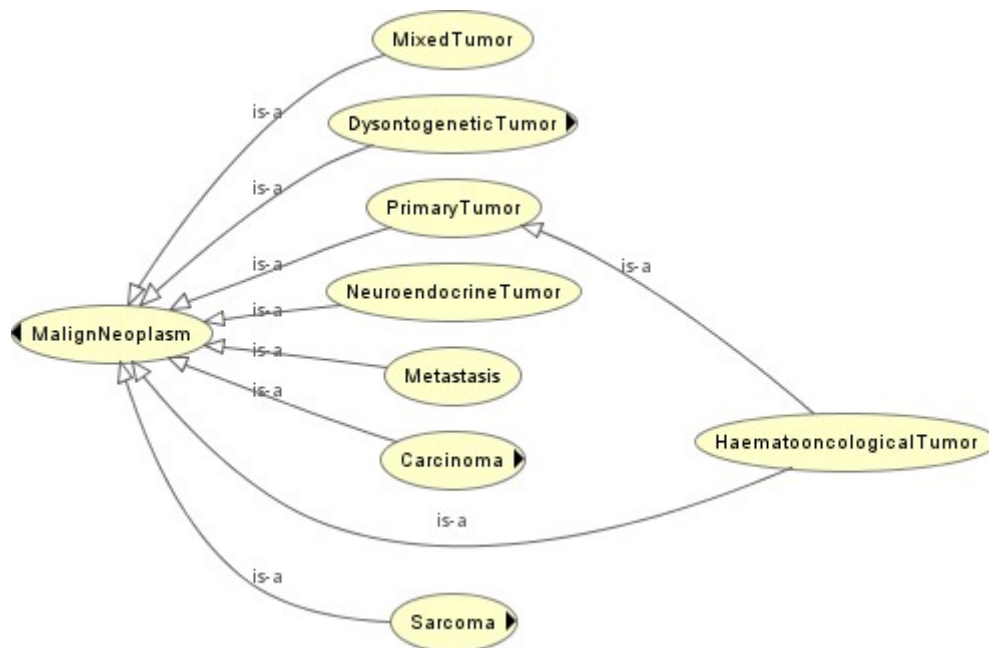 MixedTumor
is-a
DysontogeneticTumor
is-a
PrimaryTumor
is-a
is-a
NeuroendocrineTumor
is-a
MalignNeoplasm
is-a
Metastasis
is-a
Carcinoma
HaematooncologicalTumor
is-a
is-a
Sarcoma